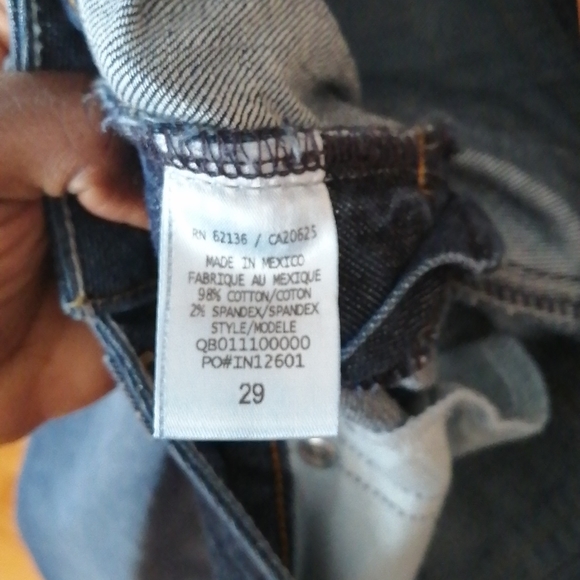 RN 62136 / CA20625
MADE IN MEXICO
FABRIQUE AU MEXIQUE
98% COTTON/COTON
2% SPANDEX/SPANDEX
STYLE/MODELE
QB011100000
PO#IN12601
29